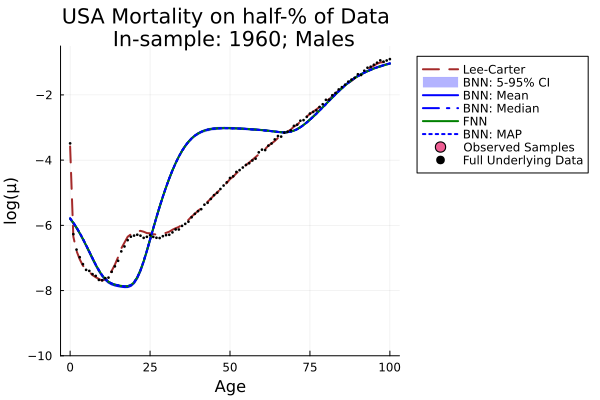 USA Mortality on half-% of Data
In-sample: 1960; Males
log(μ)
−2
−4
−6
−8
−10
0
25
50
75
100
Age
Lee-Carter
BNN: 5-95% CI
BNN: Mean
BNN: Median
FNN
BNN: MAP
Observed Samples
Full Underlying Data